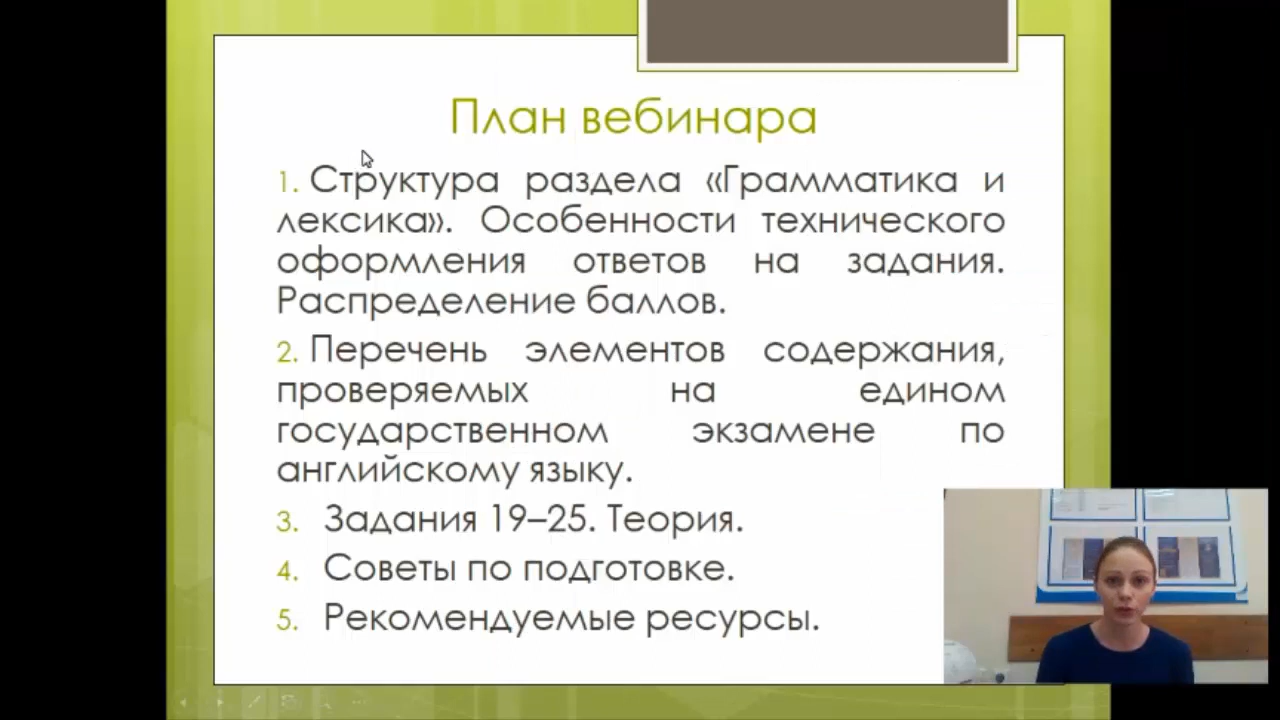 План вебинара
1. Структура раздела «Грамматика и
лексика». Особенности технического
оформления ответов на задания.
Распределение баллов.
2. Перечень элементов содержания,
проверяемых на едином
государственном экзамене по
английскому языку.
3. Задания 19–25. Теория.
4. Советы по подготовке.
5. Рекомендуемые ресурсы.